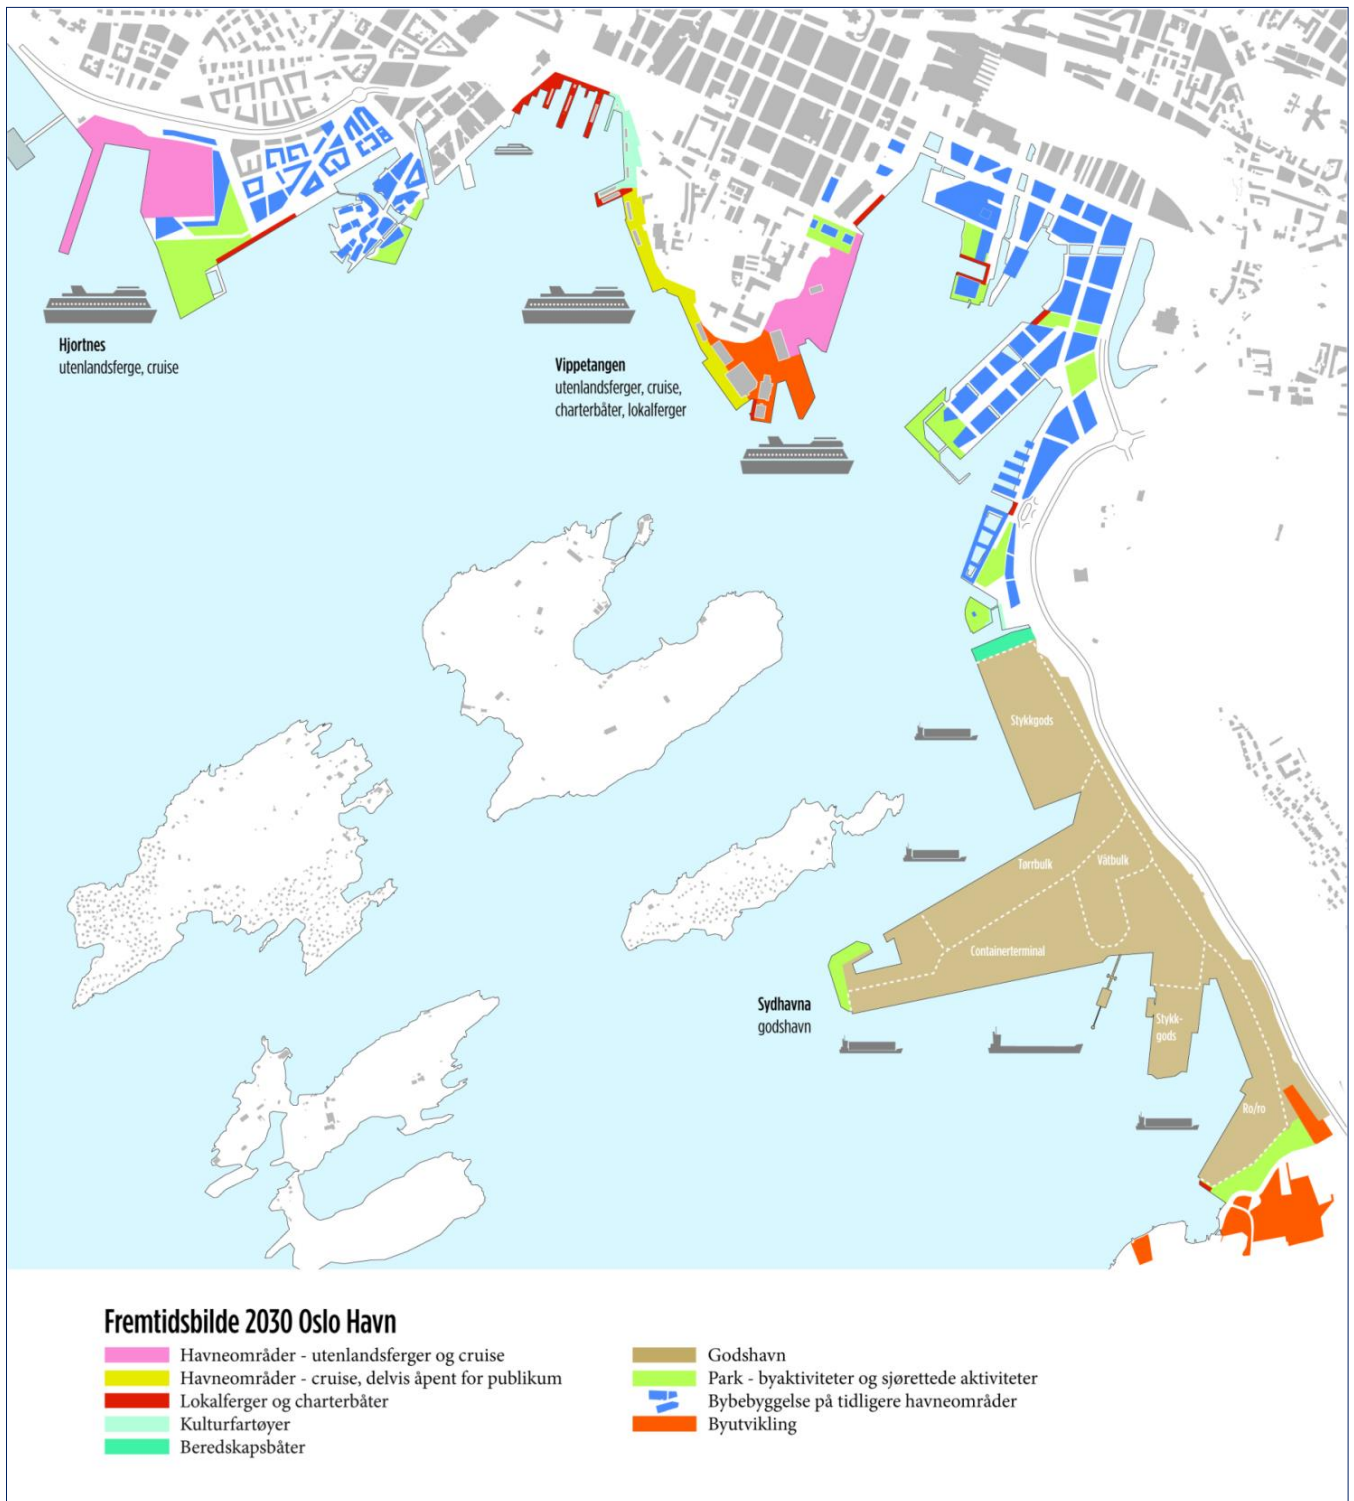 Hjortnes
utenlandsferge, cruise
Vippetangen
utenlandsferger, cruise,
charterbåter, lokalferger
Stykkgods
Tørrbulk
Våtbulk
Containerterminal
Sydhavna
godshavn
Stykk-
gods
Ro/ro
Fremtidsbilde 2030 Oslo Havn
Havneområder - utenlandsferger og cruise
Havneområder - cruise, delvis åpent for publikum
Lokalferger og charterbåter
Kulturfartøyer
Beredskapsbåter
Godshavn
Park - byaktiviteter og sjørettede aktiviteter
Bybebyggelse på tidligere havneområder
Byutvikling